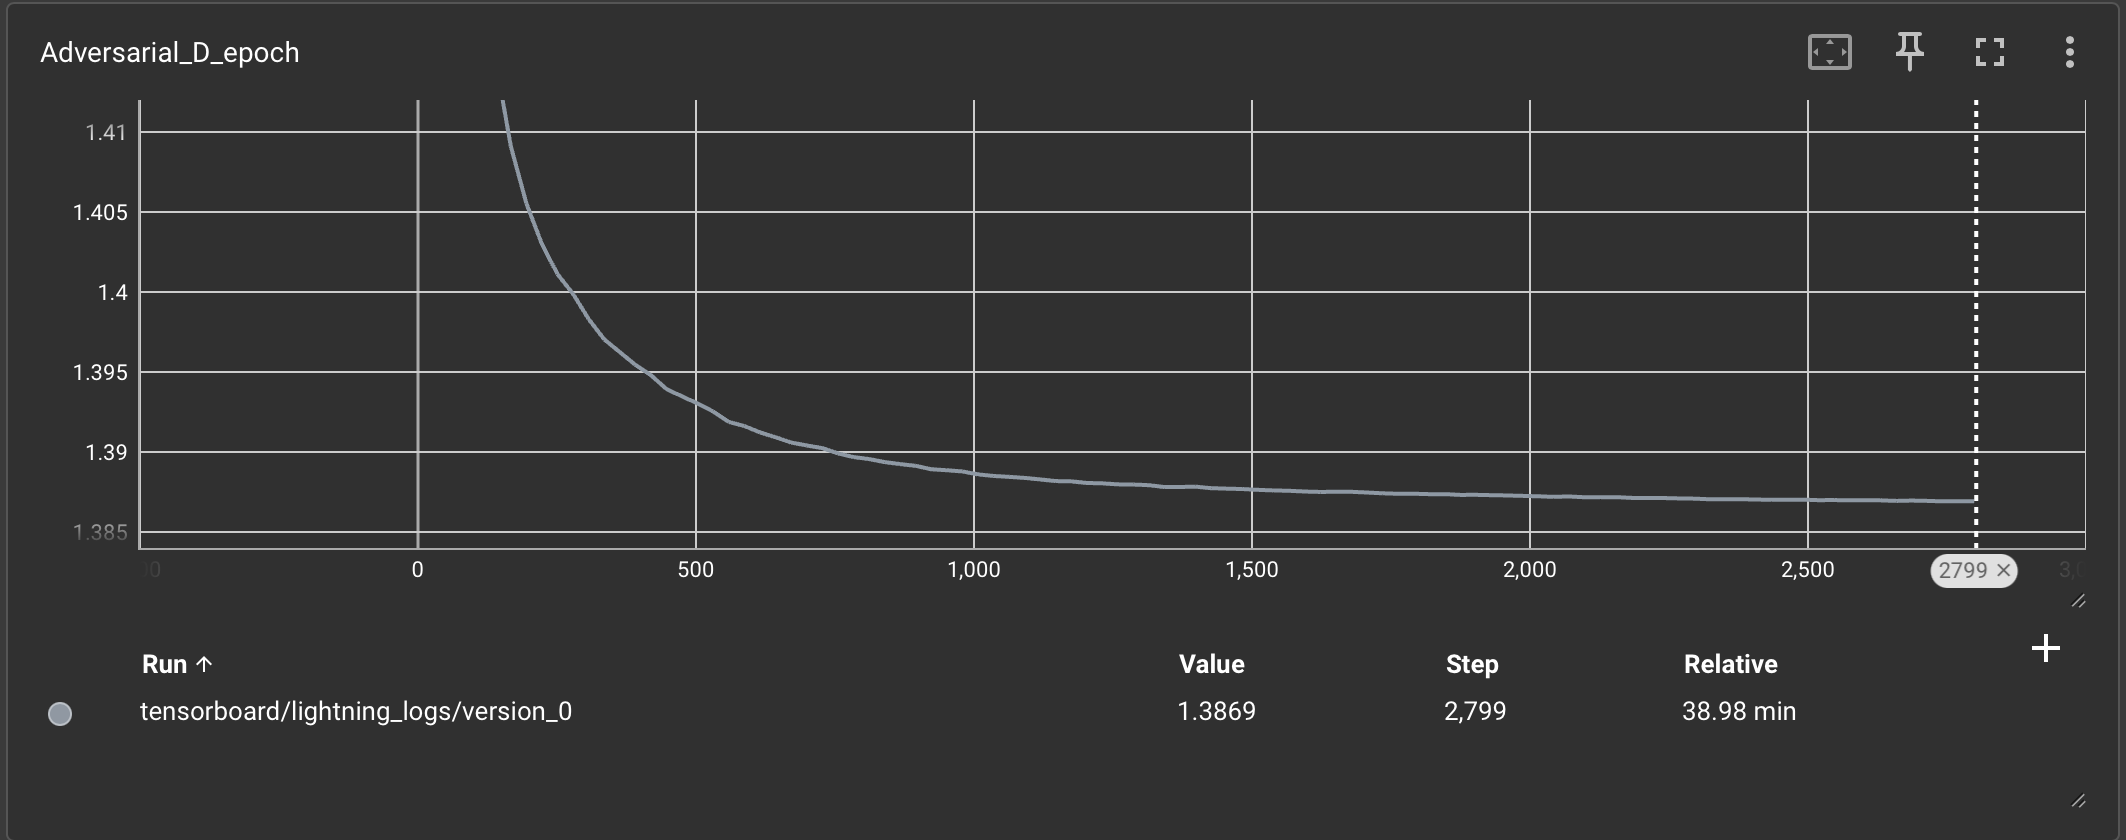 Adversarial_D_epoch
1.41
1.405
1.4
1.395
1.39
1.385
0 500 1,000 1,500 2,000 2,500 2799 ×
Run ↑ Value Step Relative
tensorboard/lightning_logs/version_0 1.3869 2,799 38.98 min